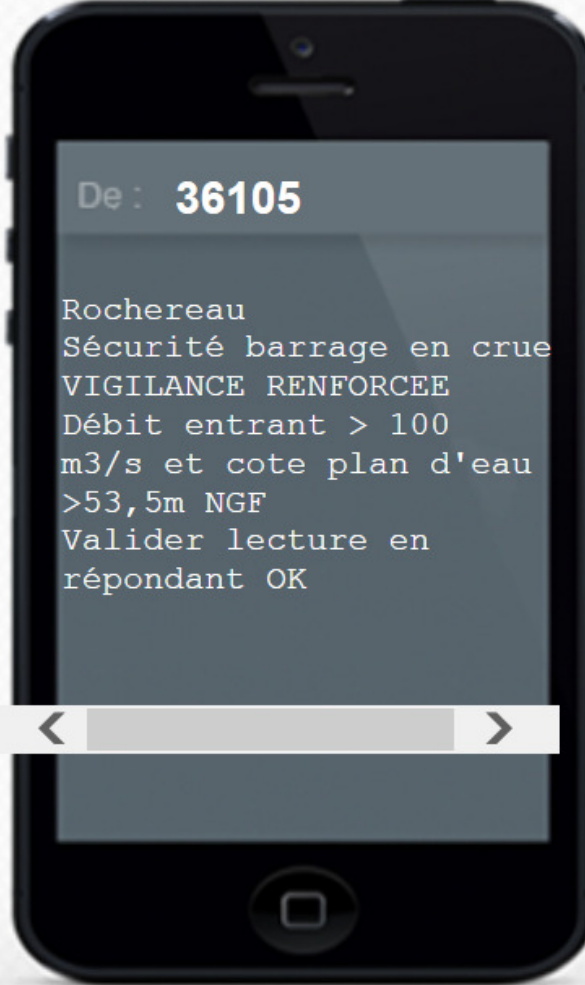 De : 36105
Rochereau
Sécurité barrage en crue
VIGILANCE RENFORCEE
Débit entrant > 100
m3/s et cote plan d'eau
>53,5m NGF
Valider lecture en
répondant OK